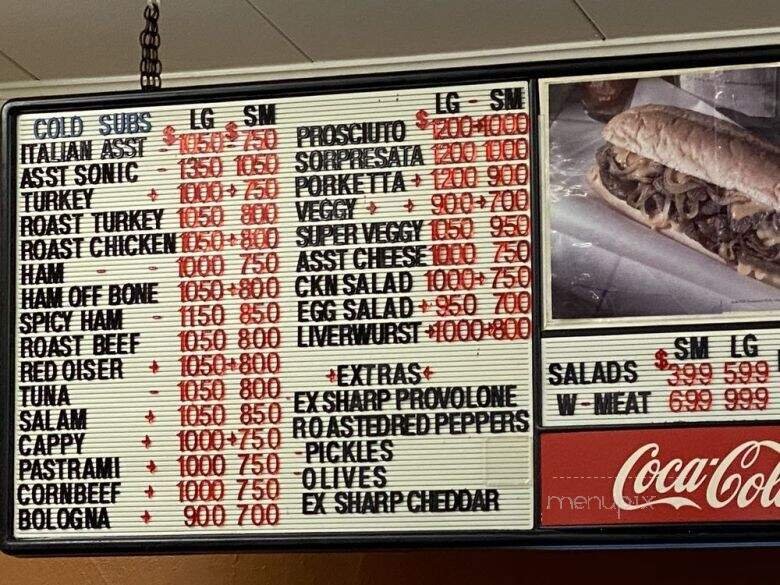 COLD SUBS LG SM
ITALIAN ASST $1050 $750
ASST SONIC - 1350 1050
TURKEY 1000 750
ROAST TURKEY 1050 800
ROAST CHICKEN 1050 800
HAM - 1000 750
HAM OFF BONE 1050 800
SPICY HAM - 1150 850
ROAST BEEF 1050 800
RED OISER 1050 800
TUNA - 1050 800
SALAM 1050 850
CAPPY 1000 750
PASTRAMI 1000 750
CORNBEEF 1000 750
BOLOGNA 900 700
LG - SM
PROSCIUTO $1200 1000
SORPRESATA 1200 1000
PORKETTA 1200 900
VEGGY 900 700
SUPER VEGGY 1050 950
ASST CHEESE 1000 750
CKN SALAD 1000 750
EGG SALAD 950 700
LIVERWURST 1000 800
EXTRAS
EX SHARP PROVOLONE
ROASTEDRED PEPPERS
-PICKLES
-OLIVES
EX SHARP CHEDDAR
SM LG
SALADS $399 599
W-MEAT 699 999
Coca-Col
menupix